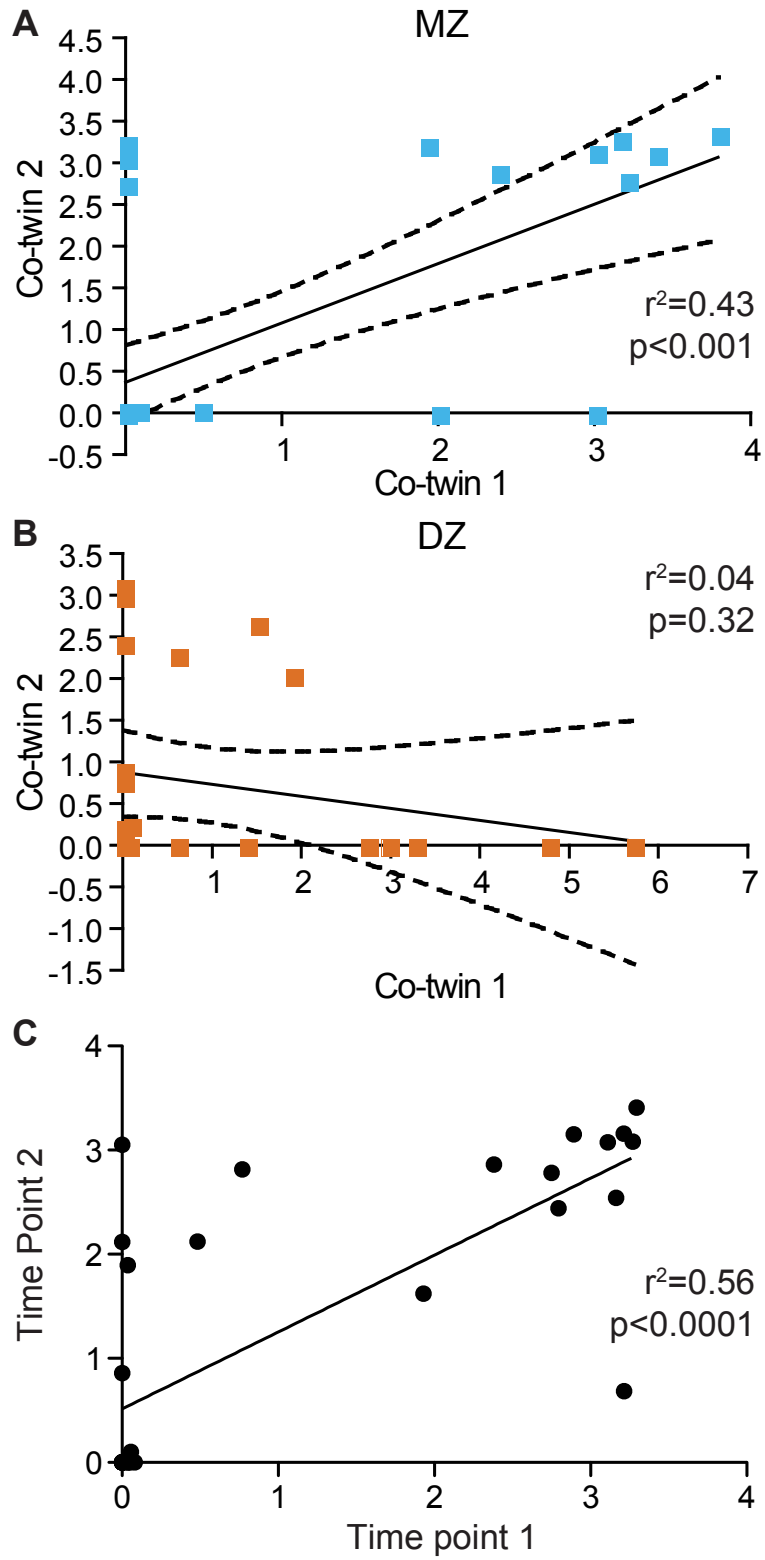 A
MZ
4.5
4.0
3.5
3.0
2.5
2.0
1.5
1.0
0.5
0.0
-0.5
Co-twin 2
1
2
3
4
Co-twin 1
r²=0.43
p<0.001
B
DZ
3.5
3.0
2.5
2.0
1.5
1.0
0.5
0.0
-0.5
-1.0
-1.5
Co-twin 2
1
2
3
4
5
6
7
Co-twin 1
r²=0.04
p=0.32
C
4
3
2
1
0
Time Point 2
0
1
2
3
4
Time point 1
r²=0.56
p<0.0001